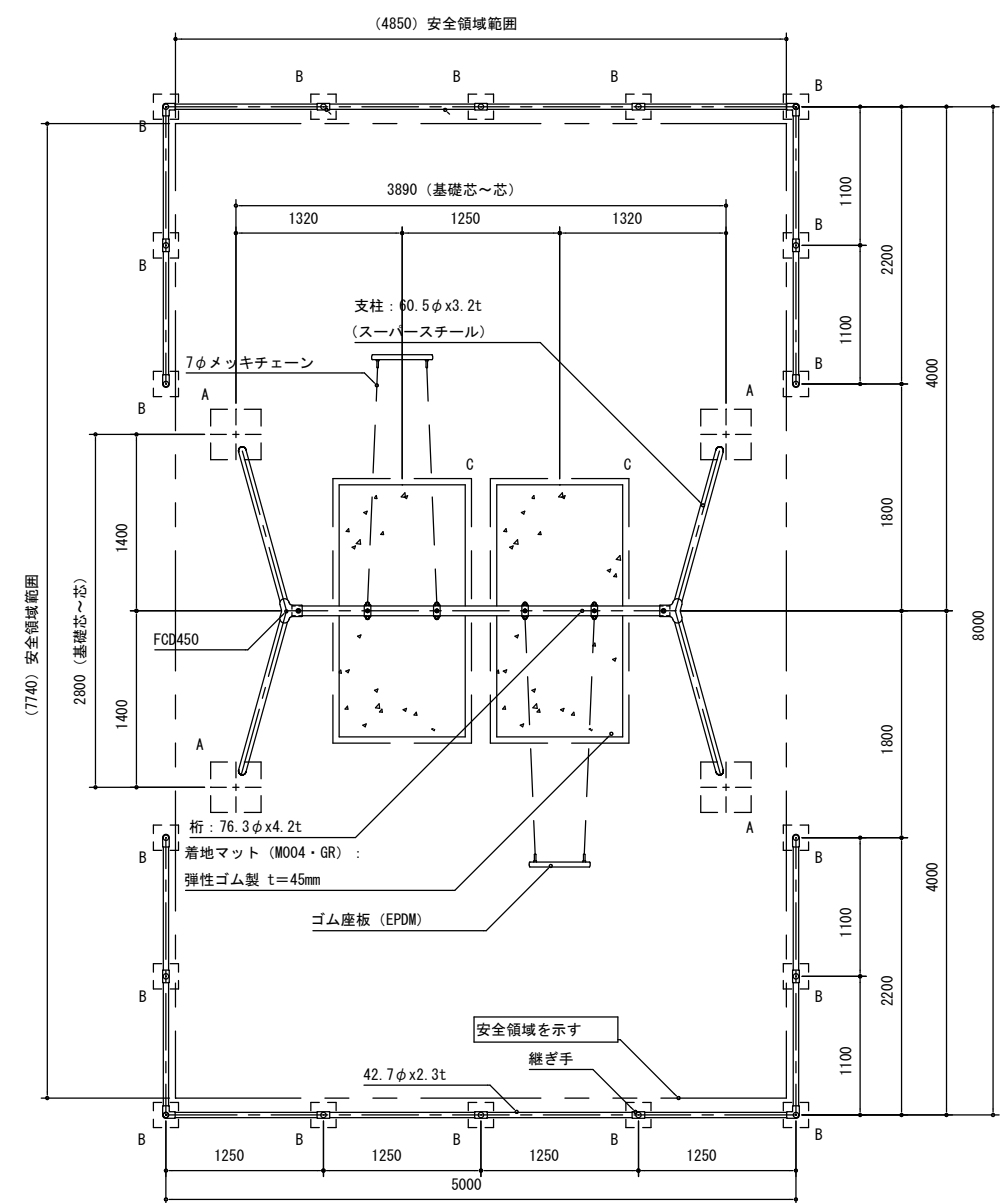 (4850) 安全領域範囲
B
B
B
B
B
3890 (基礎芯~芯)
1320
1250
1320
1100
2200
B
B
支柱:60.5φx3.2t
(スーパースチール)
7φメッキチェーン
1100
4000
B
B
A
A
C
C
1400
1800
(7740) 安全領域範囲
2800 (基礎芯~芯)
FCD450
8000
1400
1800
A
A
桁:76.3φx4.2t
着地マット (M004・GR) :
弾性ゴム製 t=45mm
B
B
ゴム座板 (EPDM)
4000
1100
2200
B
B
安全領域を示す
継ぎ手
42.7φx2.3t
1100
B
B
B
B
B
1250
1250
1250
1250
5000